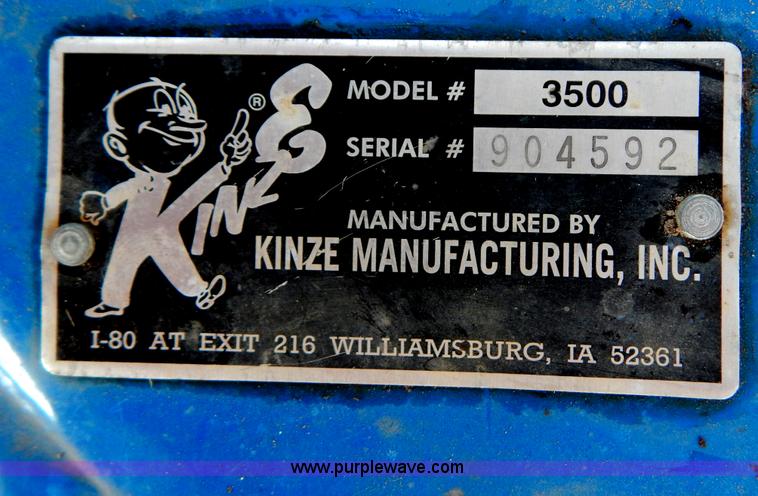 KINZE ®
MODEL # 3500
SERIAL # 904592
MANUFACTURED BY
KINZE MANUFACTURING, INC.
I-80 AT EXIT 216 WILLIAMSBURG, IA 52361
www.purplewave.com